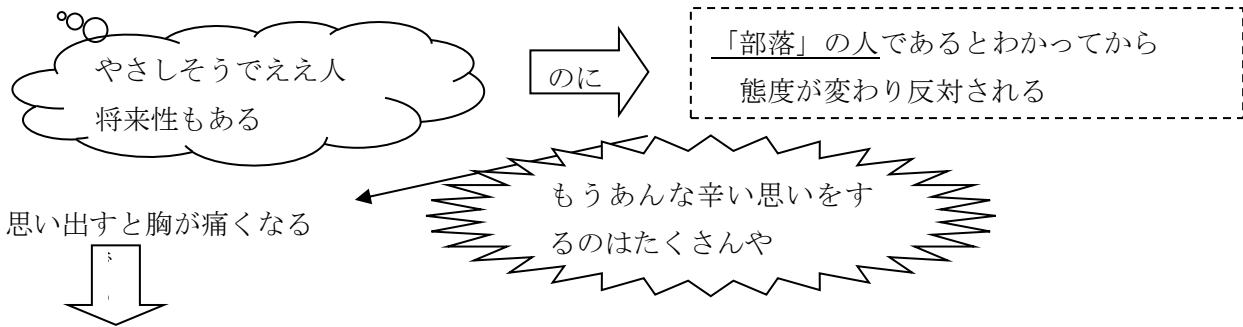 やさしそうでええ人
将来性もある
のに
「部落」の人であるとわかってから
態度が変わり反対される
もうあんな辛い思いをす
るのはたくさんや
思い出すと胸が痛くなる